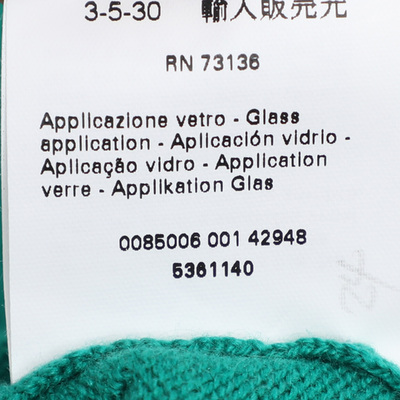 3-5-30 輸入販売元
RN 73136
Applicazione vetro - Glass
application - Aplicación vidrio -
Aplicação vidro - Application
verre - Applikation Glas
0085006 001 42948
5361140